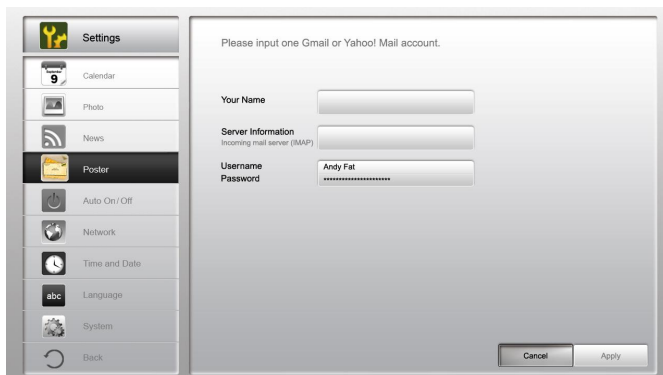 Settings
September
9
Calendar
Photo
News
Poster
Auto On / Off
Network
Time and Date
abc
Language
System
Back
Please input one Gmail or Yahoo! Mail account.
Your Name
Server Information
Incoming mail server (IMAP)
Username
Andy Fat
Password
**********************
Cancel
Apply